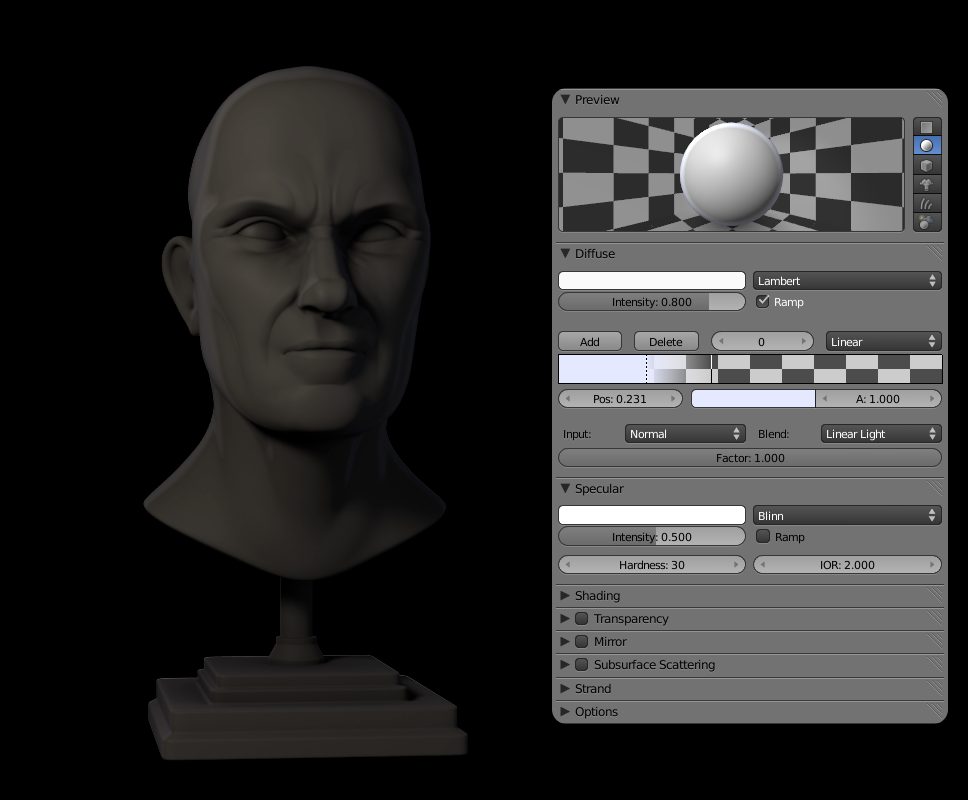 Preview
Diffuse
Lambert
Intensity: 0.800
Ramp
Add Delete 0 Linear
Pos: 0.231 A: 1.000
Input: Normal Blend: Linear Light
Factor: 1.000
Specular
Blinn
Intensity: 0.500 Ramp
Hardness: 30 IOR: 2.000
Shading
Transparency
Mirror
Subsurface Scattering
Strand
Options